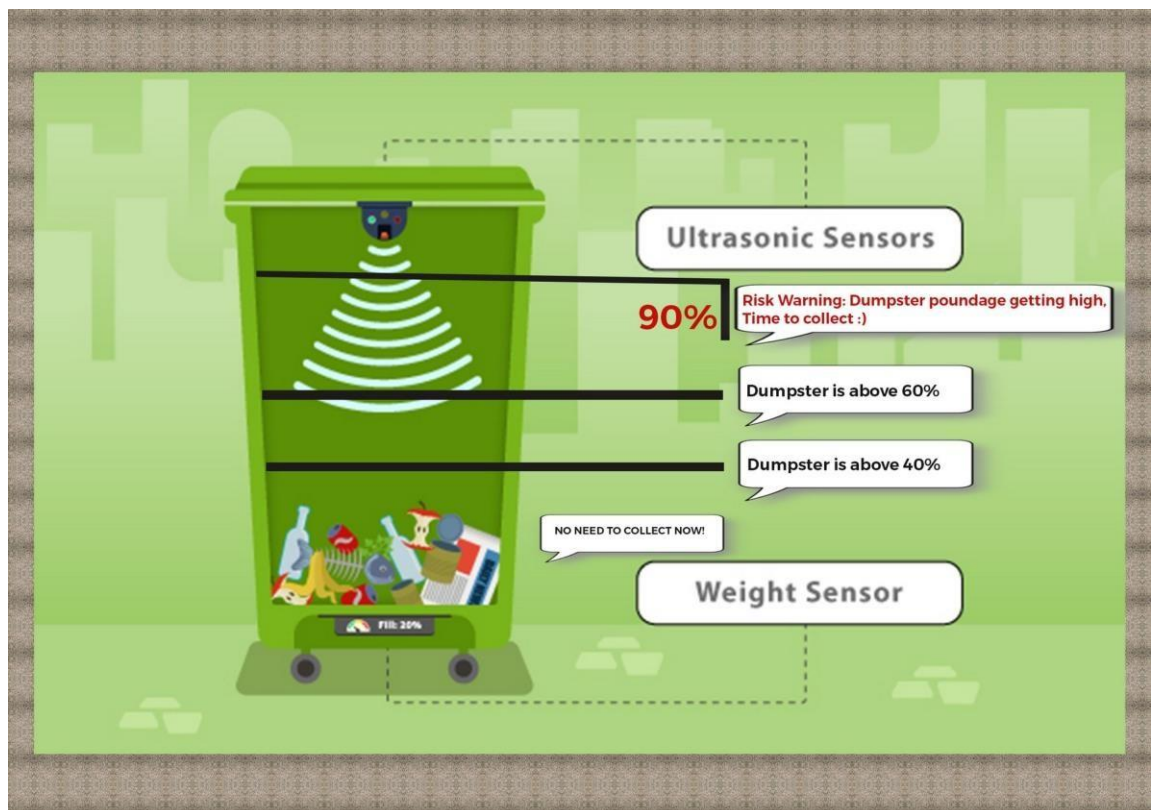 Ultrasonic Sensors
90%
Risk Warning: Dumpster poundage getting high,
Time to collect :)
Dumpster is above 60%
Dumpster is above 40%
NO NEED TO COLLECT NOW!
Weight Sensor
Fill: 20%